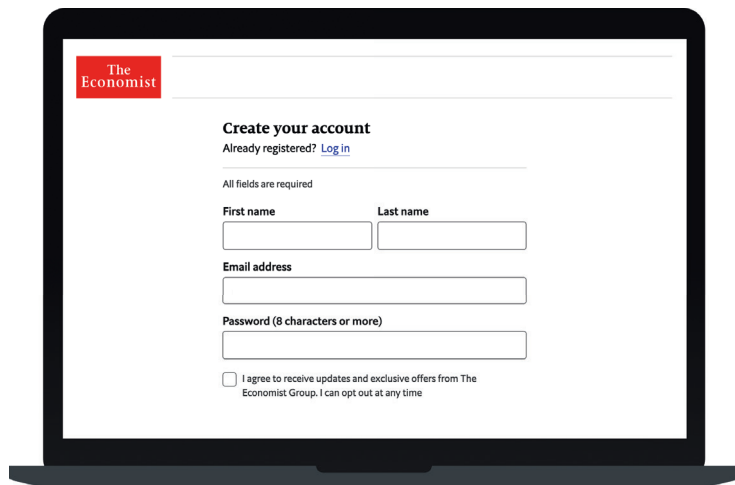 The
Economist
Create your account
Already registered? Log in
All fields are required
First name
Last name
Email address
Password (8 characters or more)
I agree to receive updates and exclusive offers from The
Economist Group. I can opt out at any time